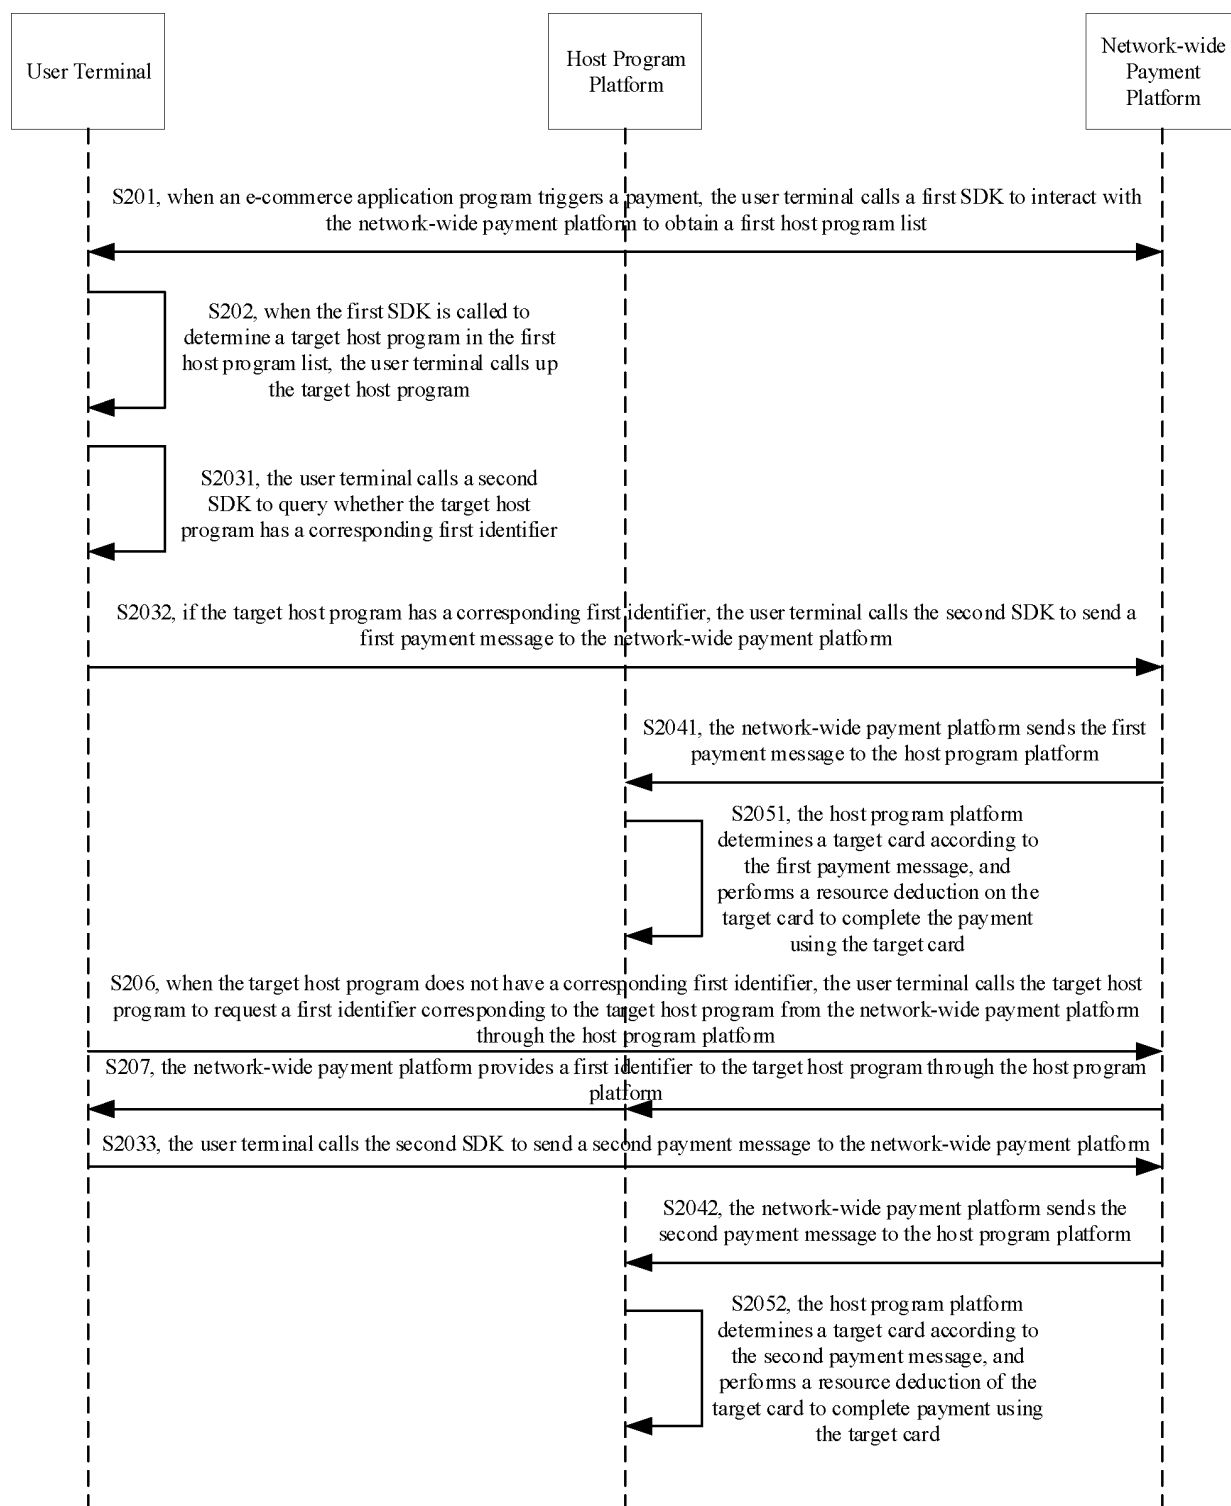 User Terminal
Host Program
Platform
Network-wide
Payment
Platform
S201, when an e-commerce application program triggers a payment, the user terminal calls a first SDK to interact with
the network-wide payment platform to obtain a first host program list
S202, when the first SDK is called to
determine a target host program in the first
host program list, the user terminal calls up
the target host program
S2031, the user terminal calls a second
SDK to query whether the target host
program has a corresponding first identifier
S2032, if the target host program has a corresponding first identifier, the user terminal calls the second SDK to send a
first payment message to the network-wide payment platform
S2041, the network-wide payment platform sends the first
payment message to the host program platform
S2051, the host program platform
determines a target card according to
the first payment message, and
performs a resource deduction on the
target card to complete the payment
using the target card
S206, when the target host program does not have a corresponding first identifier, the user terminal calls the target host
program to request a first identifier corresponding to the target host program from the network-wide payment platform
through the host program platform
S207, the network-wide payment platform provides a first identifier to the target host program through the host program
platform
S2033, the user terminal calls the second SDK to send a second payment message to the network-wide payment platform
S2042, the network-wide payment platform sends the
second payment message to the host program platform
S2052, the host program platform
determines a target card according to
the second payment message, and
performs a resource deduction of the
target card to complete payment using
the target card